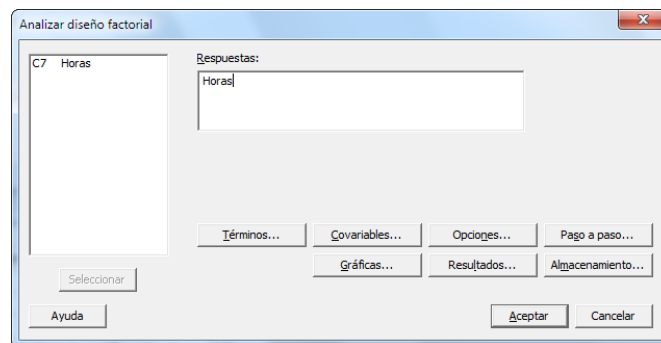 Analizar diseño factorial
C7 Horas
Respuestas:
Horas
Términos...
Covariables...
Opciones...
Paso a paso...
Gráficas...
Resultados...
Almacenamiento...
Seleccionar
Ayuda
Aceptar
Cancelar